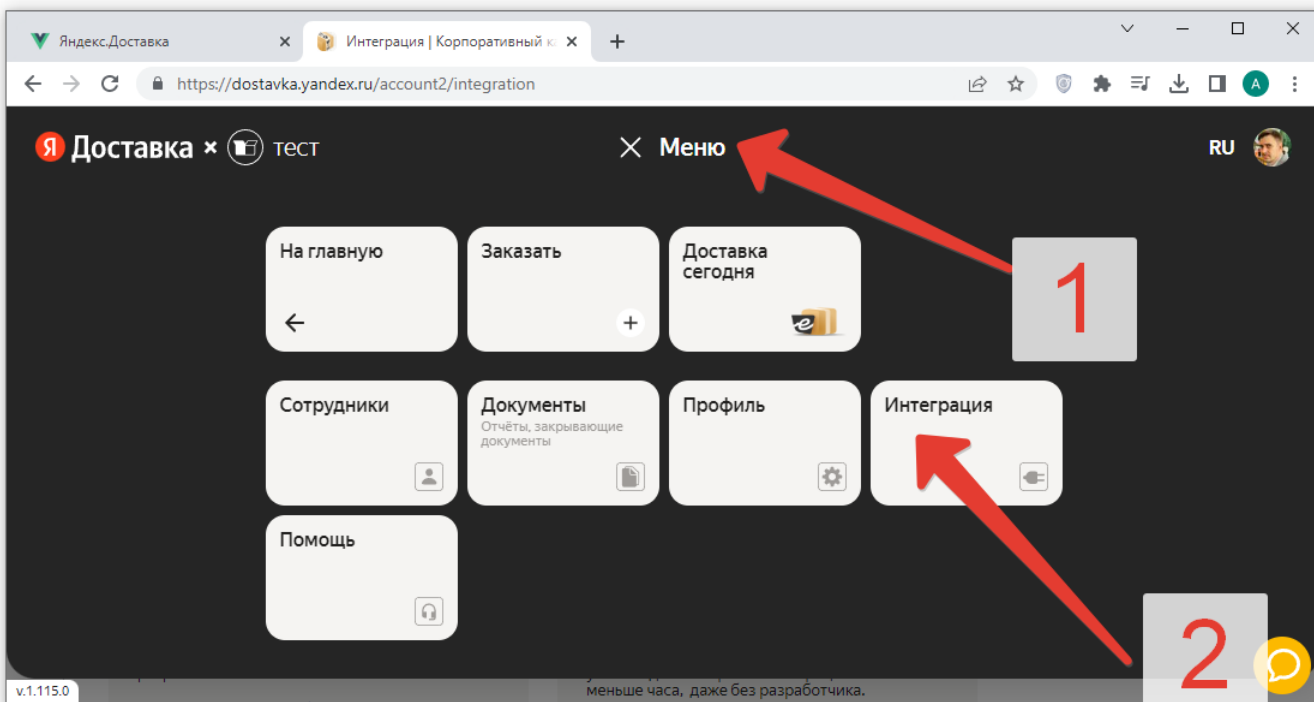 Яндекс.Доставка
Интеграция | Корпоративный к
https://dostavka.yandex.ru/account2/integration
A
Я Доставка × тест
Меню
RU
На главную
Заказать
Доставка
сегодня
1
Сотрудники
Документы
Отчёты, закрывающие
документы
Профиль
Интеграция
Помощь
2
v.1.115.0
меньше часа, даже без разработчика.